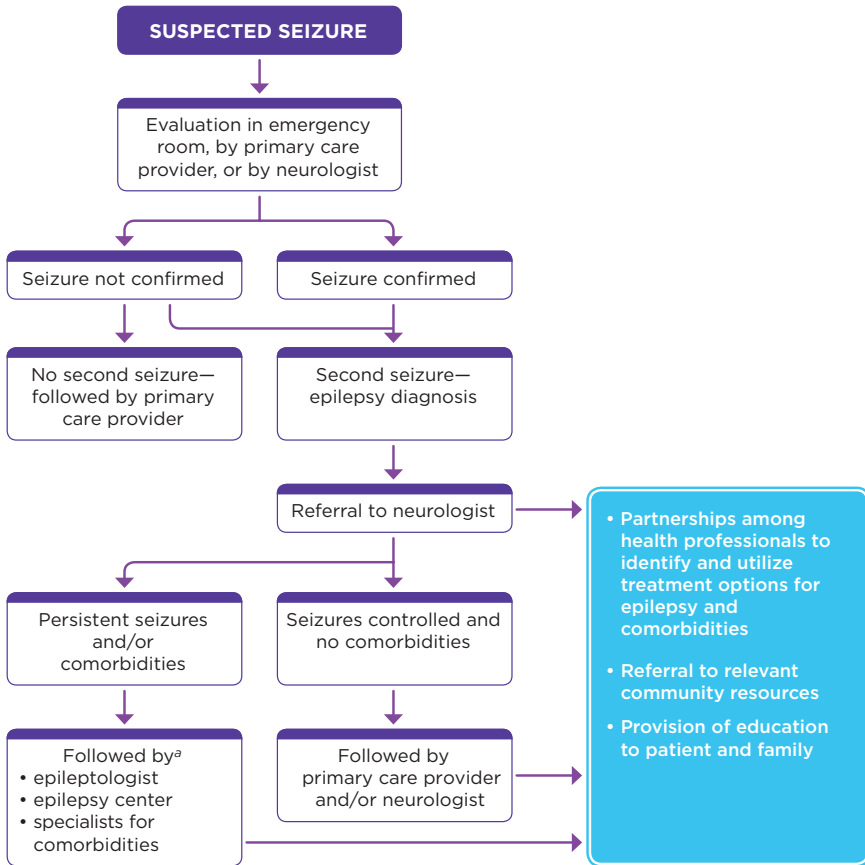 SUSPECTED SEIZURE
Evaluation in emergency
room, by primary care
provider, or by neurologist
Seizure not confirmed
Seizure confirmed
No second seizure—
followed by primary
care provider
Second seizure—
epilepsy diagnosis
Referral to neurologist
Persistent seizures
and/or
comorbidities
Seizures controlled and
no comorbidities
Followed byᵃ
• epileptologist
• epilepsy center
• specialists for
comorbidities
Followed by
primary care provider
and/or neurologist
• Partnerships among
health professionals to
identify and utilize
treatment options for
epilepsy and
comorbidities
• Referral to relevant
community resources
• Provision of education
to patient and family